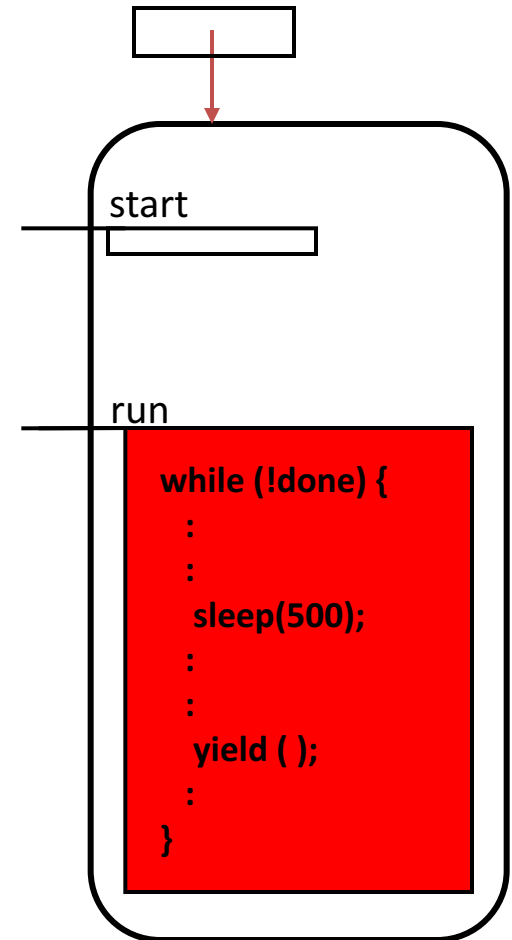 start
run
while (!done) {
:
:
sleep(500);
:
:
yield ( );
:
}